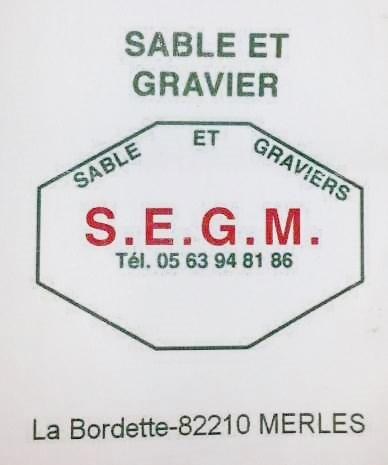 SABLE ET
GRAVIER
SABLE ET GRAVIERS
S.E.G.M.
Tél. 05 63 94 81 86
La Bordette-82210 MERLES